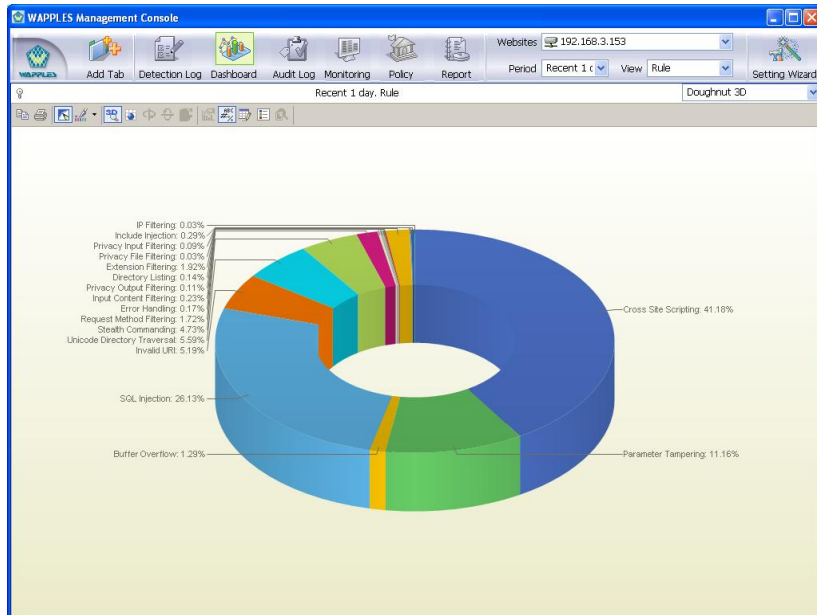 WAPPLES Management Console
WAPPLES
Add Tab
Detection Log
Dashboard
Audit Log
Monitoring
Policy
Report
Websites 192.168.3.153
Period Recent 1 View Rule
Setting Wizard
Recent 1 day. Rule
Doughnut 3D
3D
ABC
IP Filtering: 0.03%
Include Injection: 0.29%
Privacy Input Filtering: 0.09%
Privacy File Filtering: 0.03%
Extension Filtering: 1.92%
Directory Listing: 0.14%
Privacy Output Filtering: 0.11%
Input Content Filtering: 0.23%
Error Handling: 0.17%
Request Method Filtering: 1.72%
Stealth Commanding: 4.73%
Unicode Directory Traversal: 5.59%
Invalid URI: 5.19%
Cross Site Scripting: 41.18%
SQL Injection: 26.13%
Buffer Overflow: 1.29%
Parameter Tampering: 11.16%